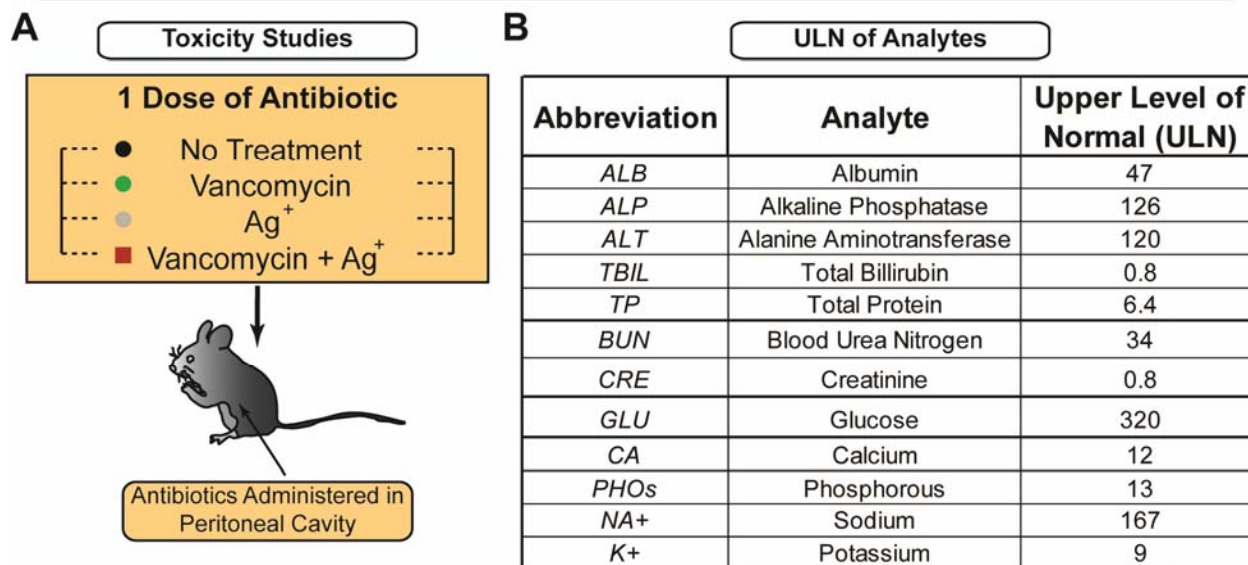 A
Toxicity Studies
1 Dose of Antibiotic
No Treatment
Vancomycin
Ag+
Vancomycin + Ag+
Antibiotics Administered in
Peritoneal Cavity
B
ULN of Analytes
Abbreviation Analyte Upper Level of
Normal (ULN)
ALB Albumin 47
ALP Alkaline Phosphatase 126
ALT Alanine Aminotransferase 120
TBIL Total Billirubin 0.8
TP Total Protein 6.4
BUN Blood Urea Nitrogen 34
CRE Creatinine 0.8
GLU Glucose 320
CA Calcium 12
PHOs Phosphorous 13
NA+ Sodium 167
K+ Potassium 9